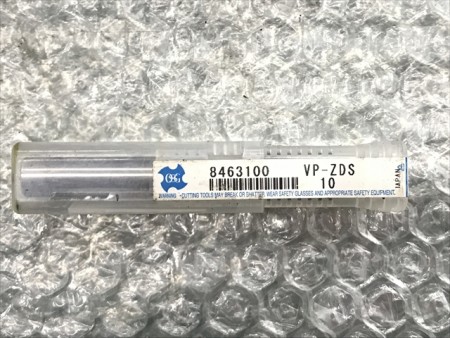 OSG
8463100 VP-ZDS
10
JAPAN
WARNING CUTTING TOOLS MAY BREAK OR SHATTER. WEAR SAFETY GLASSES AND APPROPRIATE SAFETY EQUIPMENT.